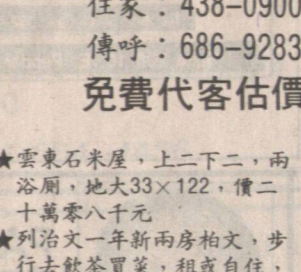 住家：438-0900
傳呼：686-9283
免費代客估價
★雲東石米屋，上二下二，兩
浴厠，地大33×122，價二
十萬零八千元
★列治文一年新兩房柏文，步
行去飲茶買菜，租或自住，